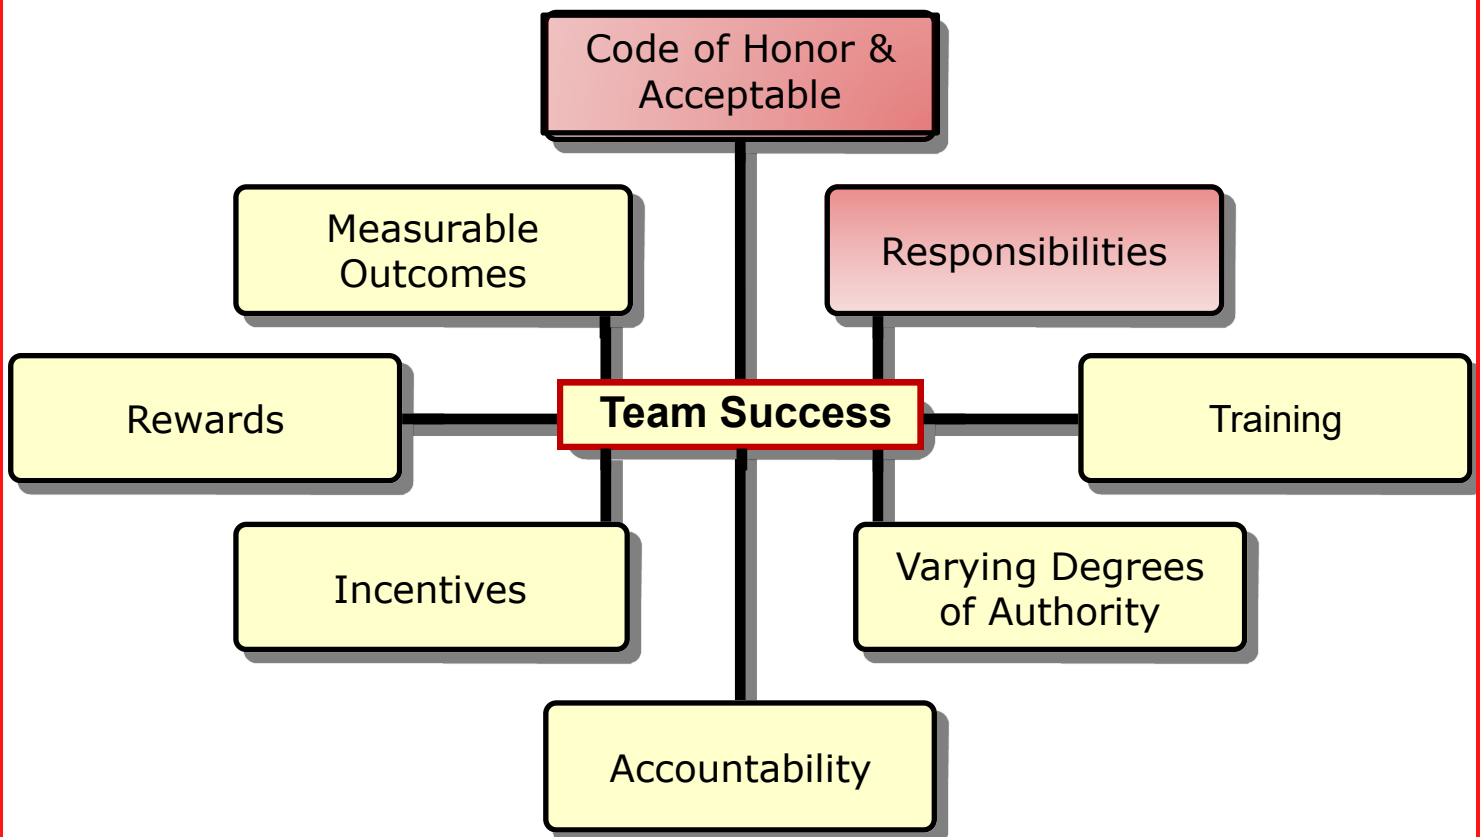 Code of Honor &
Acceptable
Measurable
Outcomes
Responsibilities
Rewards
Team Success
Training
Incentives
Varying Degrees
of Authority
Accountability